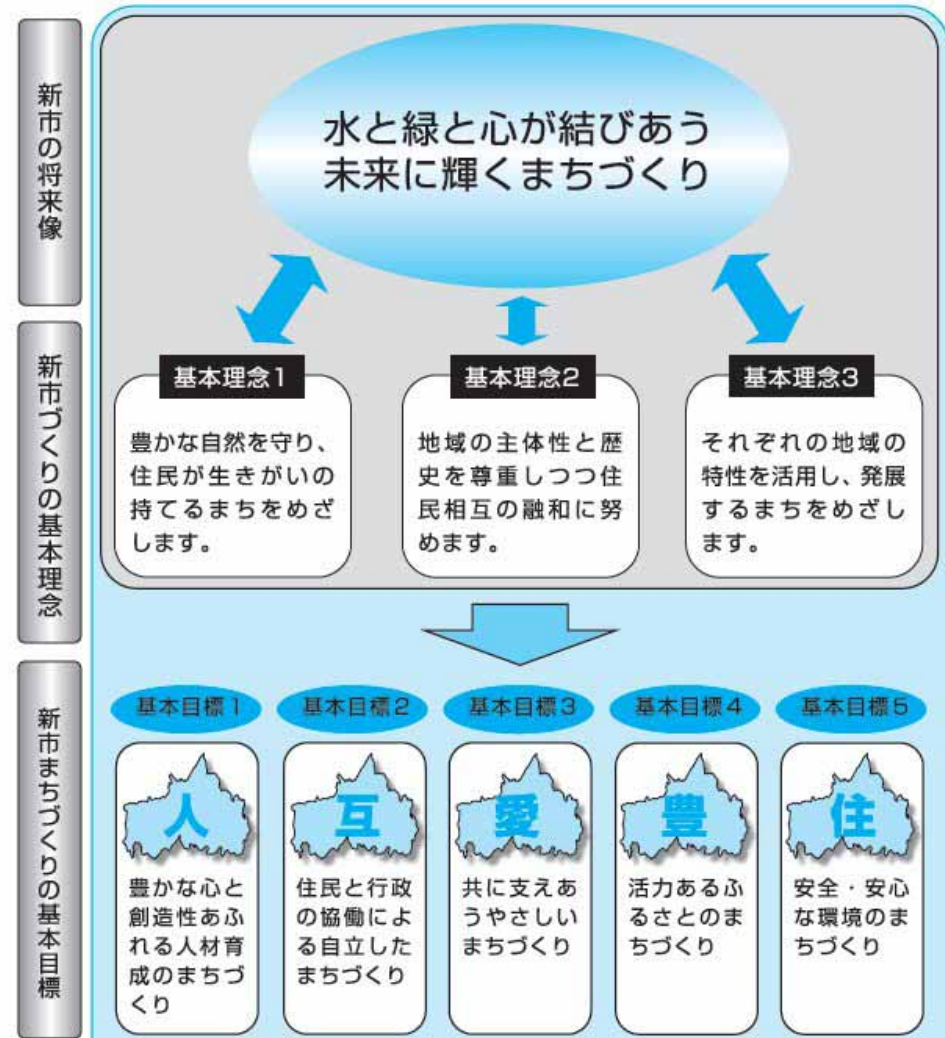 新市の将来像
水と緑と心が結びあう
未来に輝くまちづくり
新市づくりの基本理念
基本理念1
豊かな自然を守り、
住民が生きがいの
持てるまちをめざ
します。
基本理念2
地域の主体性と歴
史を尊重しつつ住
民相互の融和に努
めます。
基本理念3
それぞれの地域の
特性を活用し、発展
するまちをめざし
ます。
新市まちづくりの基本目標
基本目標1
人
豊かな心と
創造性あふ
れる人材育
成のまちづ
くり
基本目標2
互
住民と行政
の協働によ
る自立した
まちづくり
基本目標3
愛
共に支えあ
うやさしい
まちづくり
基本目標4
豊
活力あるふ
るさとのま
ちづくり
基本目標5
住
安全・安心
な環境のま
ちづくり